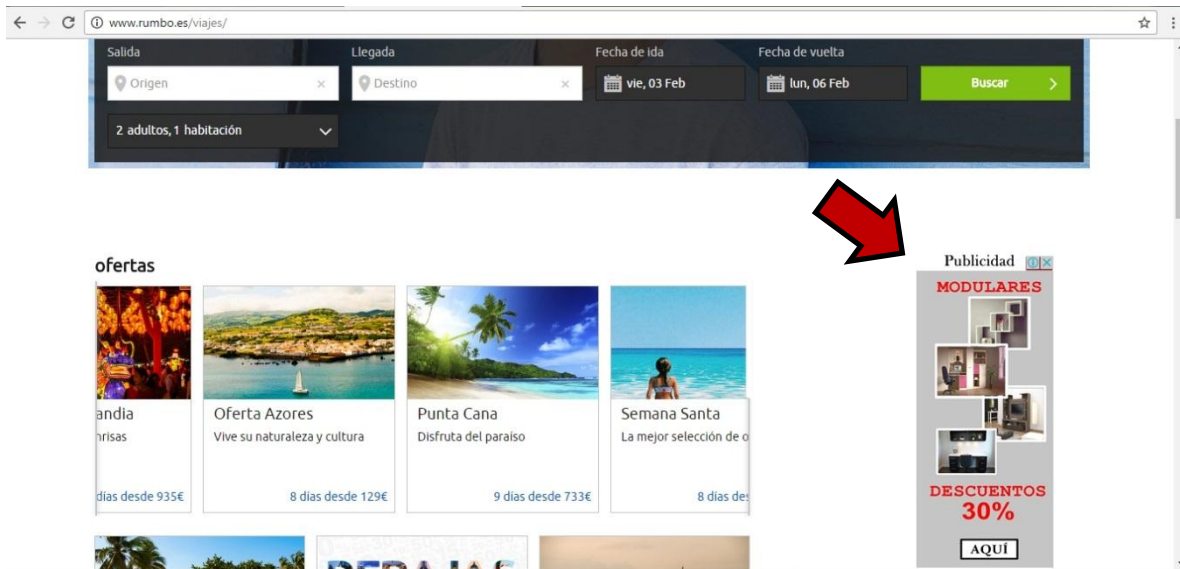 www.rumbo.es/viajes/
Salida
Llegada
Fecha de ida
Fecha de vuelta
Origen ×
Destino ×
vie, 03 Feb
lun, 06 Feb
Buscar
2 adultos, 1 habitación
ofertas
andia
risas
días desde 935€
Oferta Azores
Vive su naturaleza y cultura
8 días desde 129€
Punta Cana
Disfruta del paraíso
9 días desde 733€
Semana Santa
La mejor selección de o
8 días de
Publicidad
MODULARES
DESCUENTOS
30%
AQUÍ